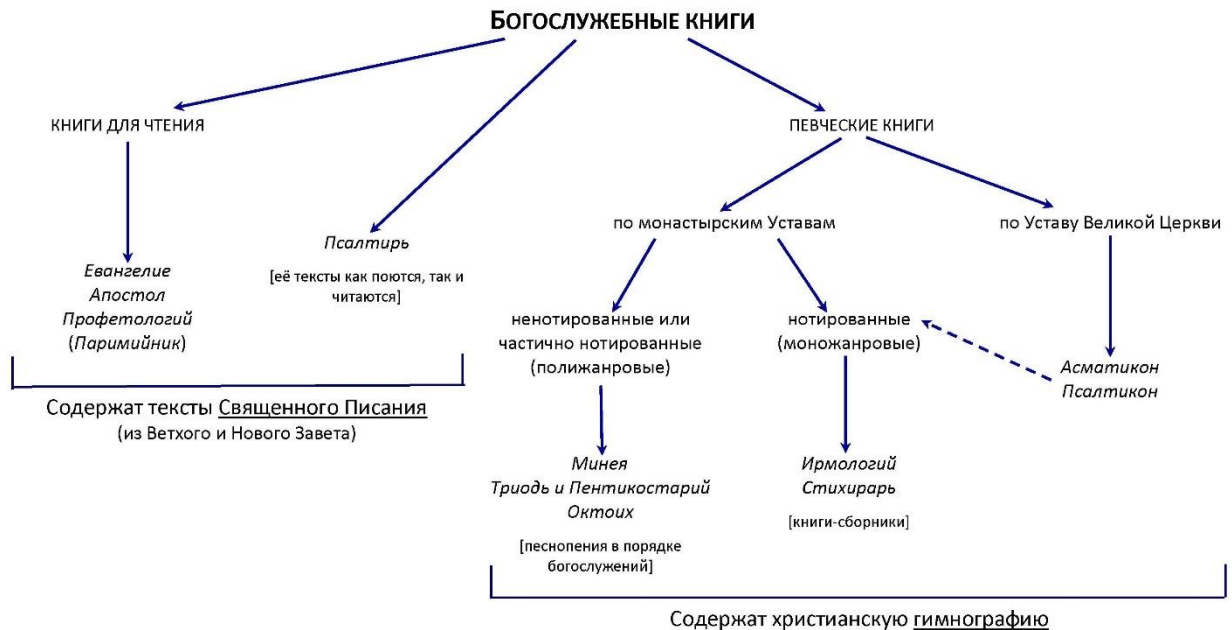 БОГОСЛУЖЕБНЫЕ КНИГИ
КНИГИ ДЛЯ ЧТЕНИЯ
ПЕВЧЕСКИЕ КНИГИ
Псалтирь
[её тексты как поются, так и
читаются]
по монастырским Уставам
по Уставу Великой Церкви
Евангелие
Апостол
Профетологий
(Паримийник)
ненотированные или
частично нотированные
(полижанровые)
нотированные
(моножанровые)
Асматикон
Псалтикон
Содержат тексты Священного Писания
(из Ветхого и Нового Завета)
Минея
Триодь и Пентикостарий
Октоих
[песнопения в порядке
богослужений]
Ирмологий
Стихирарь
[книги-сборники]
Содержат христианскую гимнографию